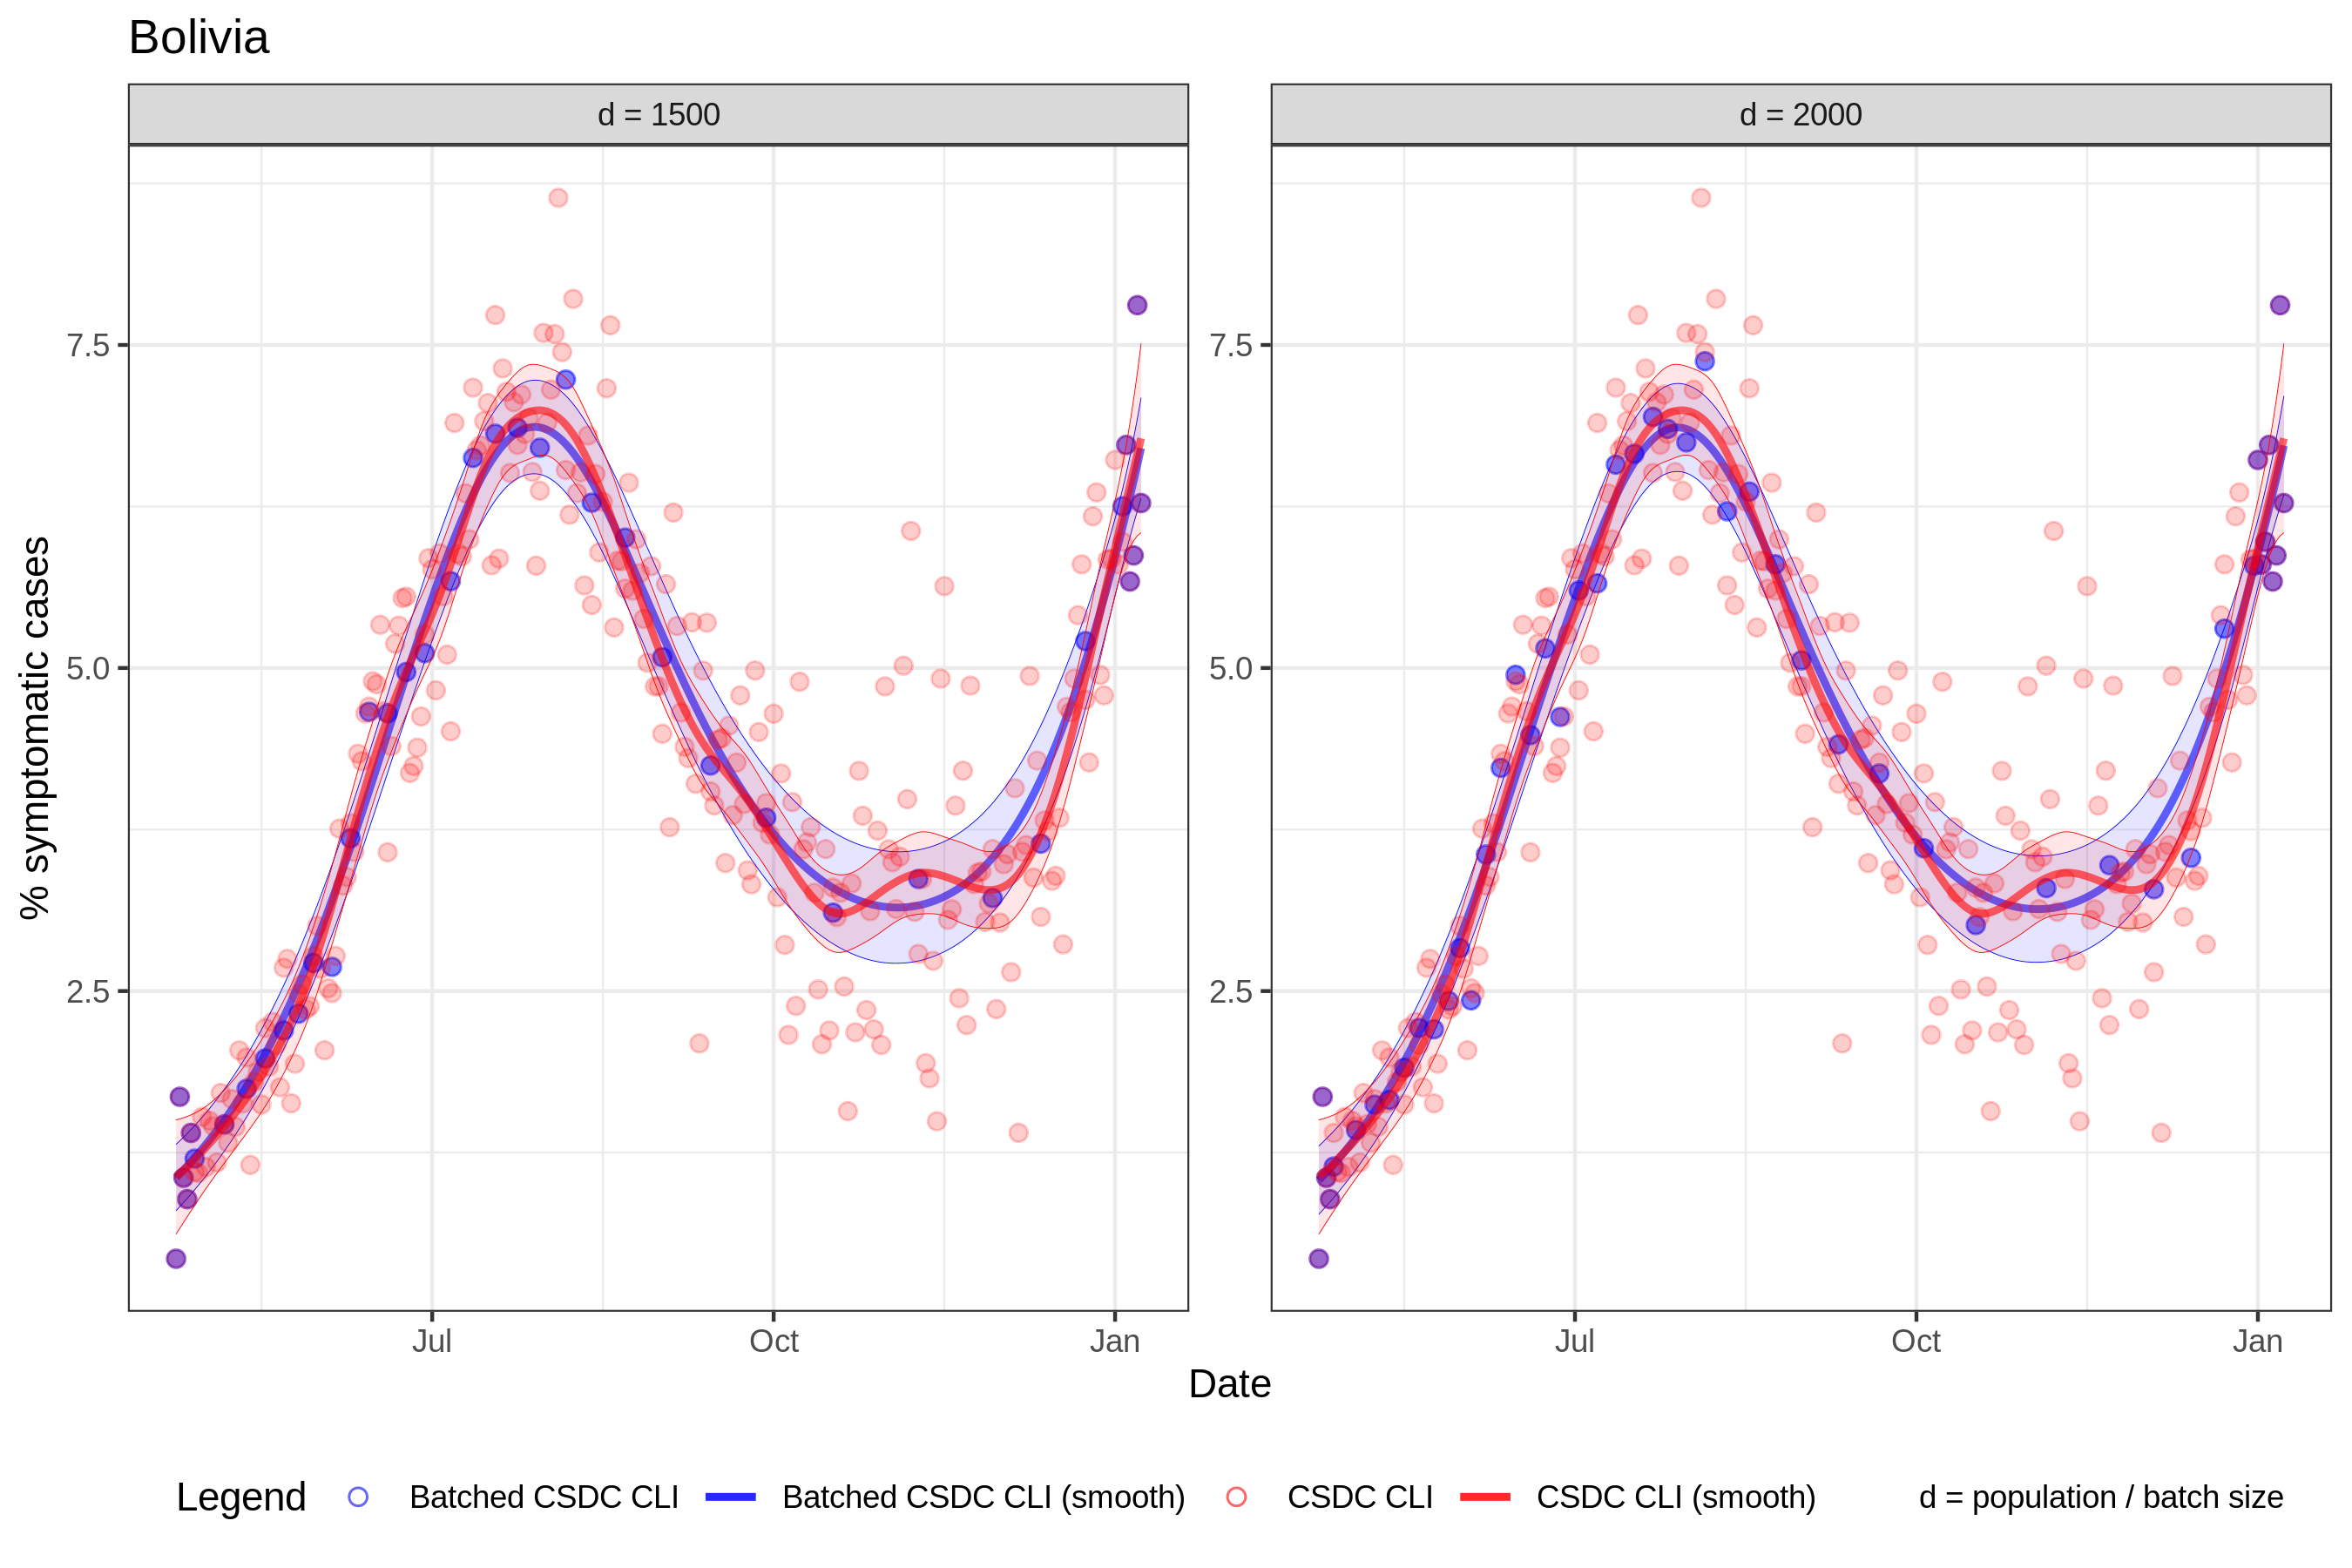 Bolivia
d = 1500
d = 2000
% symptomatic cases
7.5
5.0
2.5
7.5
5.0
2.5
Jul
Oct
Jan
Jul
Oct
Jan
Date
Legend
Batched CSDC CLI
Batched CSDC CLI (smooth)
CSDC CLI
CSDC CLI (smooth)
d = population / batch size